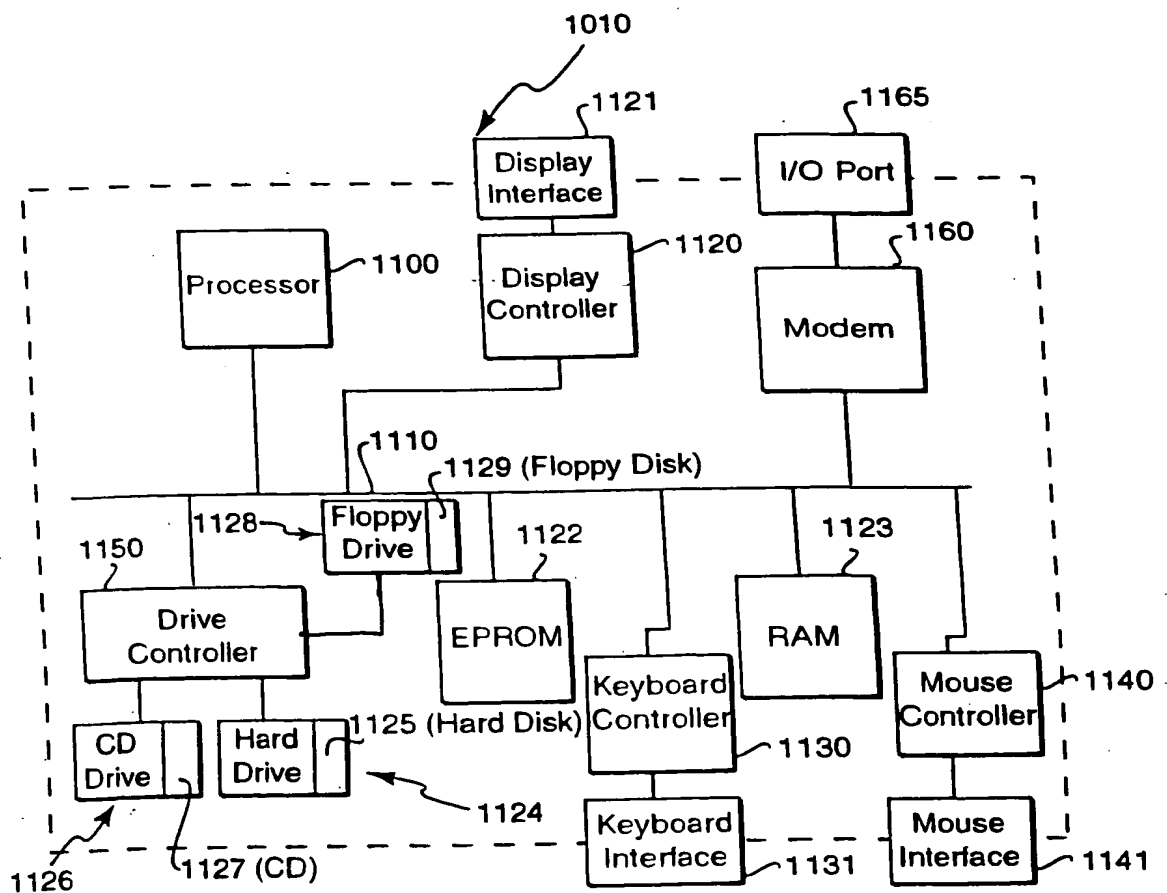 1010
1121
1165
Display
Interface
I/O Port
1120
1160
1100
Processor
Display
Controller
Modem
1110
1129 (Floppy Disk)
1128
Floppy
Drive
1150
1122
1123
Drive
Controller
EPROM
RAM
Keyboard
Controller
Mouse
Controller
1140
1125 (Hard Disk)
CD
Drive
Hard
Drive
1130
1124
Keyboard
Interface
Mouse
Interface
1126
1127 (CD)
1131
1141